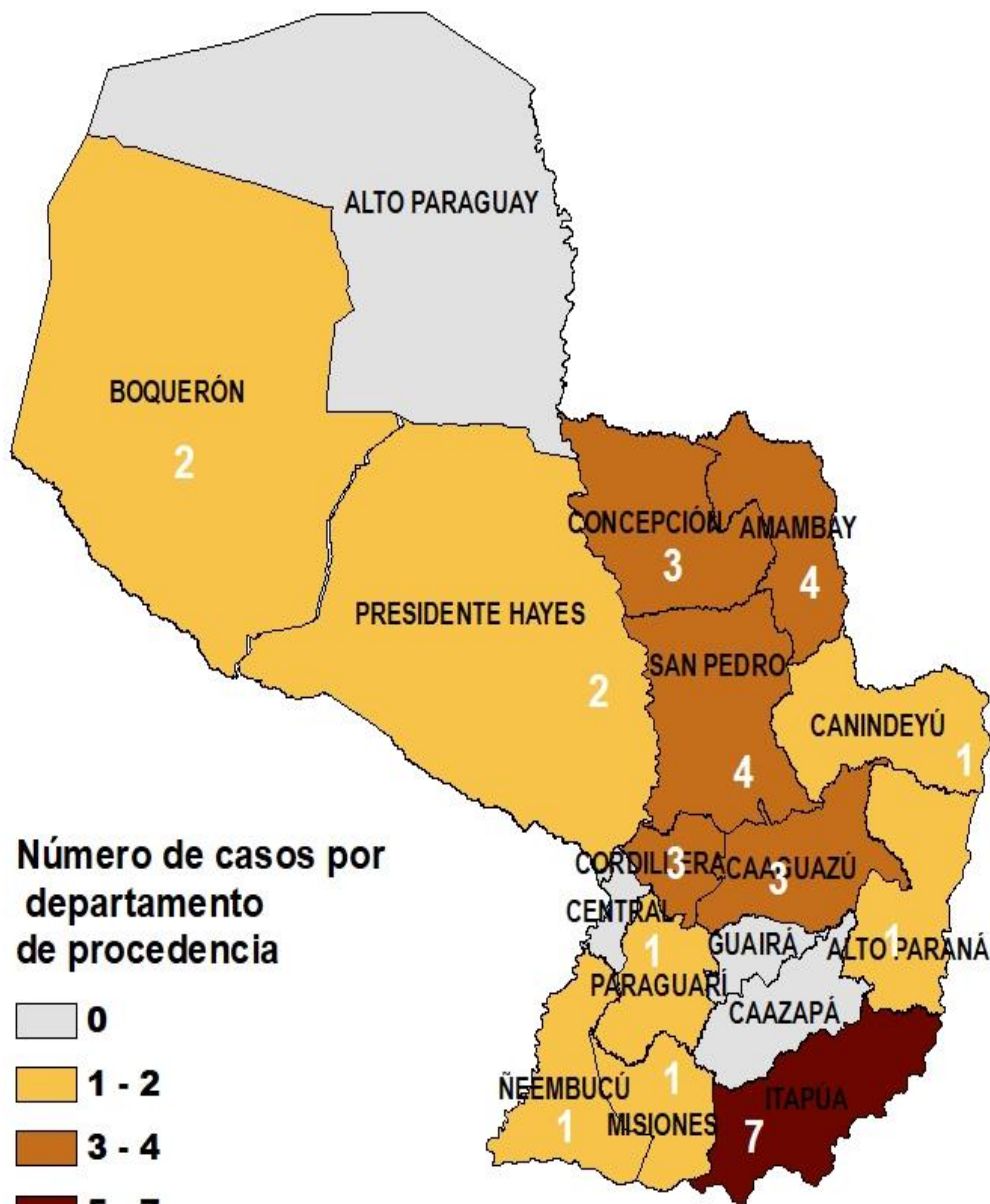 ALTO PARAGUAY
BOQUERÓN
2
CONCEPCIÓN
3
AMAMBAY
4
PRESIDENTE HAYES
2
SAN PEDRO
4
CANINDEYÚ
1
CORDILLERA
3
CAAGUAZÚ
3
CENTRAL
GUAIRÁ
ALTO PARANÁ
1
PARAGUARÍ
1
CAAZAPÁ
ÑEEMBUCÚ
1
MISIONES
1
ITAPÚA
7
Número de casos por
departamento
de procedencia
0
1 - 2
3 - 4
5 - 7